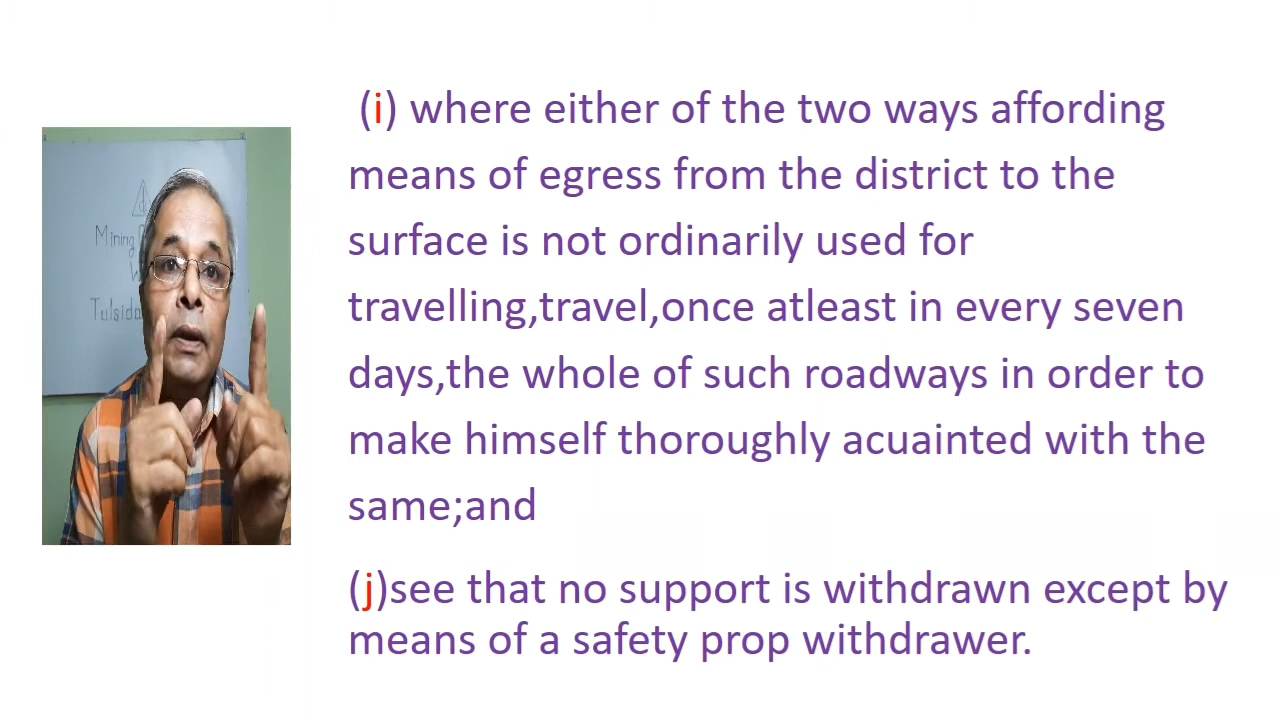 (i) where either of the two ways affording
means of egress from the district to the
surface is not ordinarily used for
travelling,travel,once atleast in every seven
days,the whole of such roadways in order to
make himself thoroughly acuainted with the
same;and
(j)see that no support is withdrawn except by
means of a safety prop withdrawer.
Mining
Tulsida